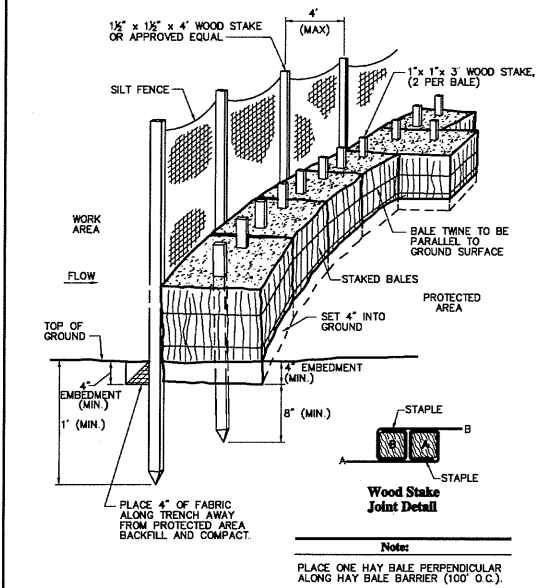 1½" x 1½" x 4' WOOD STAKE
OR APPROVED EQUAL
4'
(MAX)
SILT FENCE
1"x 1"x 3' WOOD STAKE,
(2 PER BALE)
WORK
AREA
FLOW
BALE TWINE TO BE
PARALLEL TO
GROUND SURFACE
STAKED BALES
PROTECTED
AREA
SET 4" INTO
GROUND
TOP OF
GROUND
4"
EMBEDMENT
(MIN.)
4" EMBEDMENT
(MIN.)
1' (MIN.)
8" (MIN.)
STAPLE
B
B
A
A
STAPLE
Wood Stake
Joint Detail
PLACE 4" OF FABRIC
ALONG TRENCH AWAY
FROM PROTECTED AREA
BACKFILL AND COMPACT.
Note:
PLACE ONE HAY BALE PERPENDICULAR
ALONG HAY BALE BARRIER (100' O.C.).